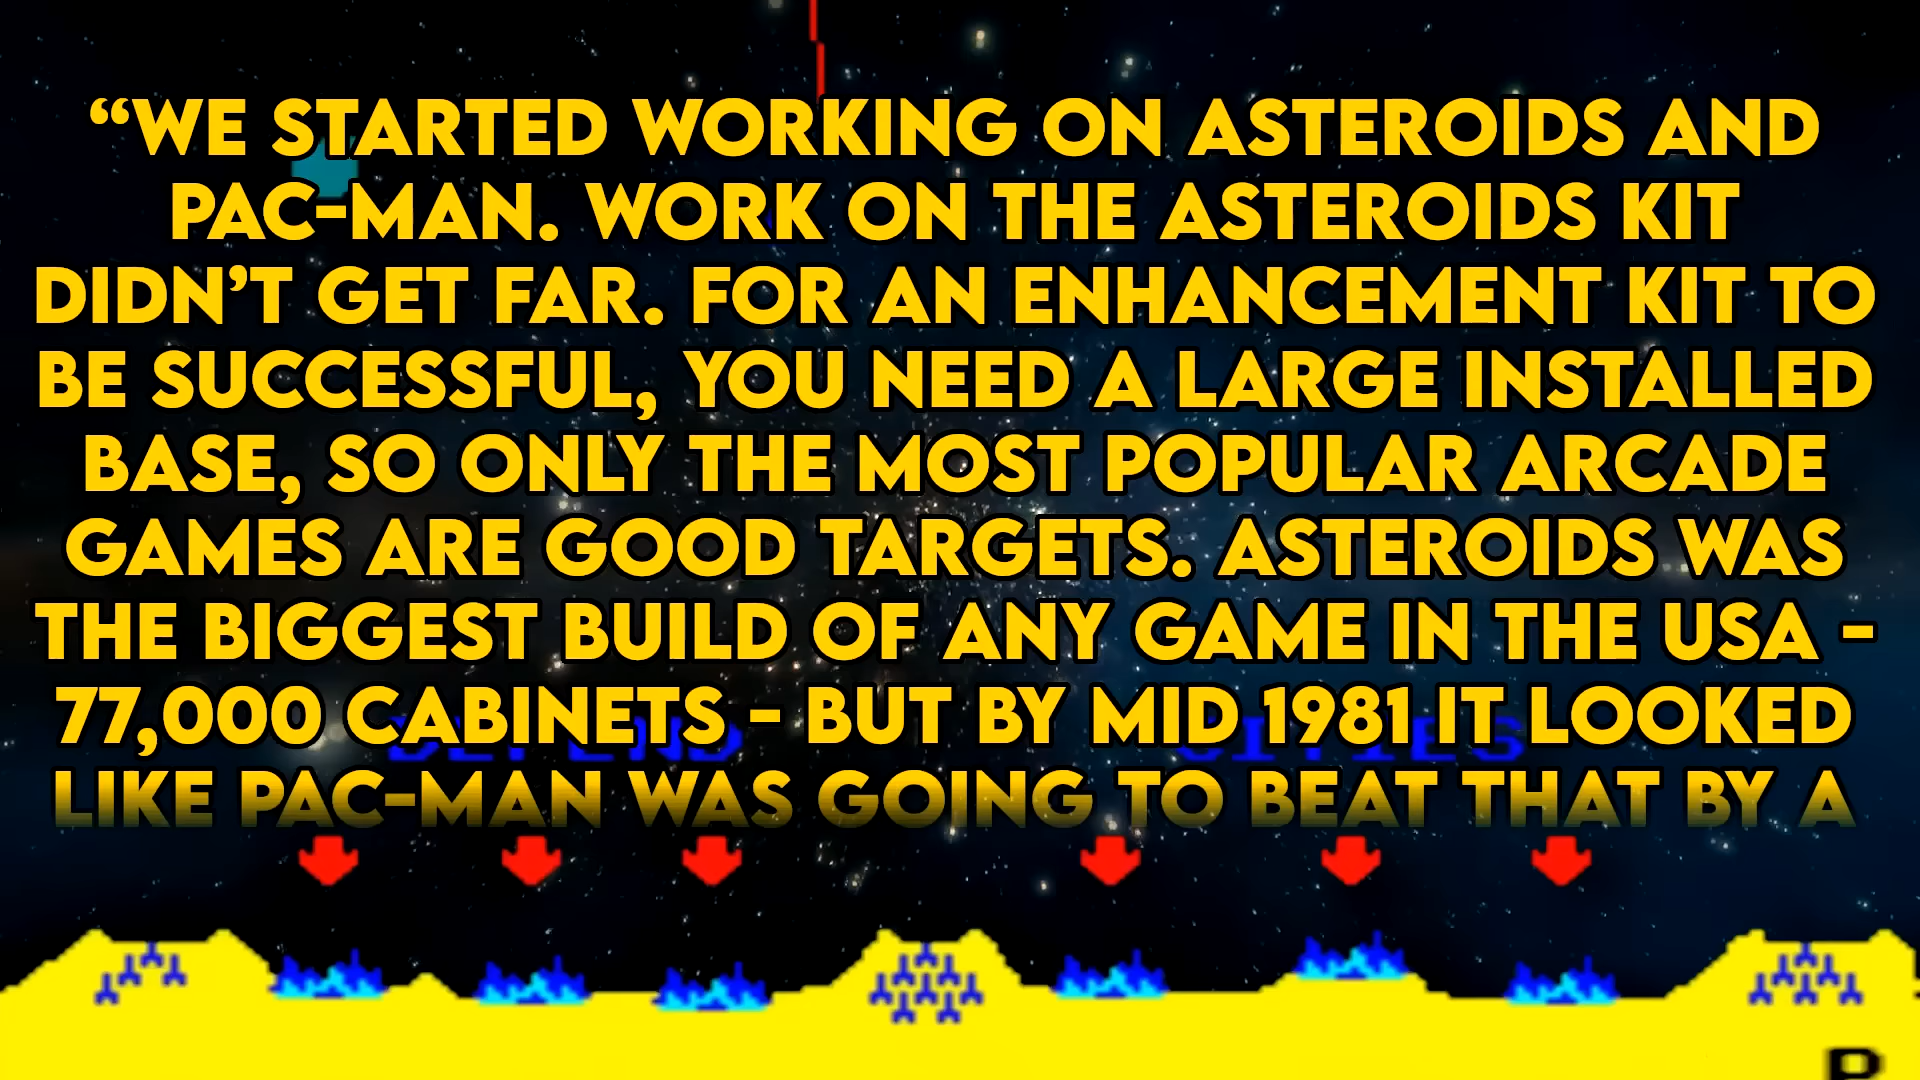 “WE STARTED WORKING ON ASTEROIDS AND
PAC-MAN. WORK ON THE ASTEROIDS KIT
DIDN’T GET FAR. FOR AN ENHANCEMENT KIT TO
BE SUCCESSFUL, YOU NEED A LARGE INSTALLED
BASE, SO ONLY THE MOST POPULAR ARCADE
GAMES ARE GOOD TARGETS. ASTEROIDS WAS
THE BIGGEST BUILD OF ANY GAME IN THE USA -
77,000 CABINETS - BUT BY MID 1981 IT LOOKED
DEFEND CITIES
LIKE PAC-MAN WAS GOING TO BEAT THAT BY A